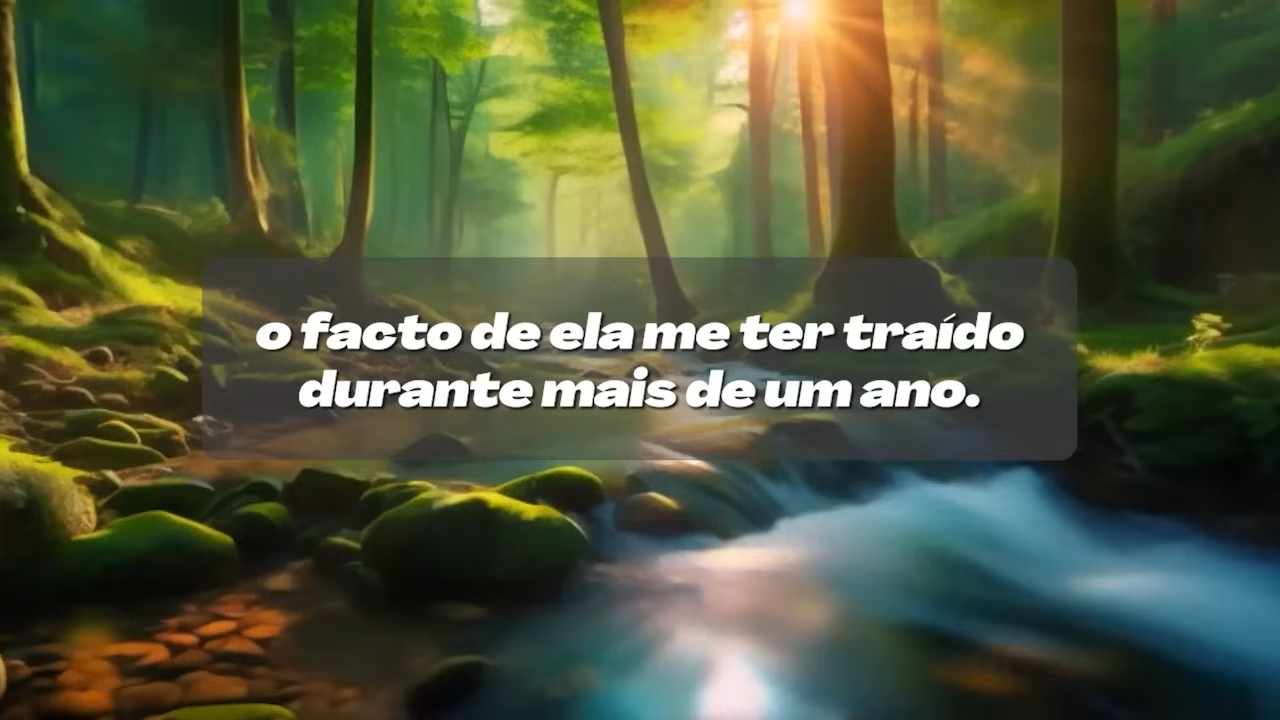 o facto de ela me ter traído
durante mais de um ano.